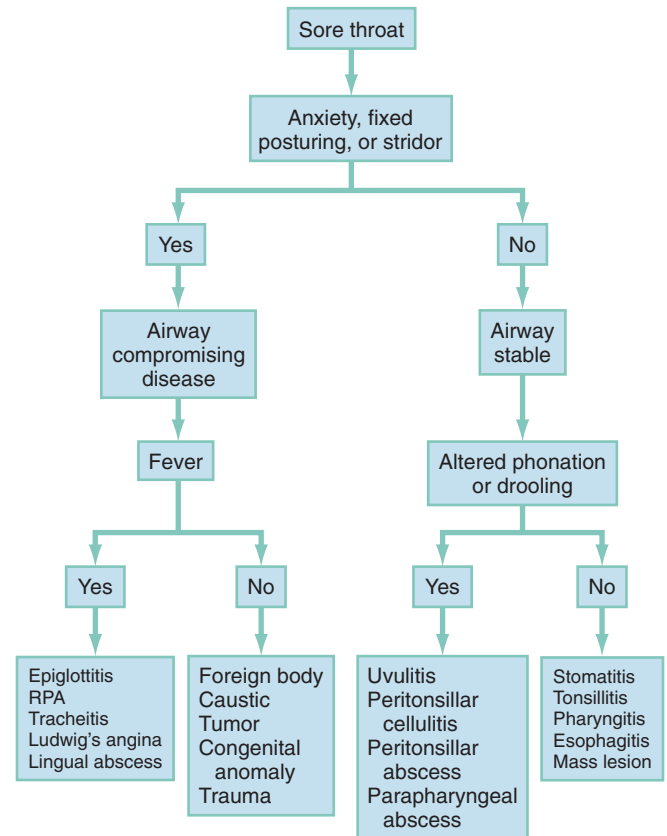 Sore throat
Anxiety, fixed
posturing, or stridor
Yes
No
Airway
compromising
disease
Airway
stable
Fever
Altered phonation
or drooling
Yes
No
Yes
No
Epiglottitis
RPA
Tracheitis
Ludwig's angina
Lingual abscess
Foreign body
Caustic
Tumor
Congenital
anomaly
Trauma
Uvulitis
Peritonsillar
cellulitis
Peritonsillar
abscess
Parapharyngeal
abscess
Stomatitis
Tonsillitis
Pharyngitis
Esophagitis
Mass lesion